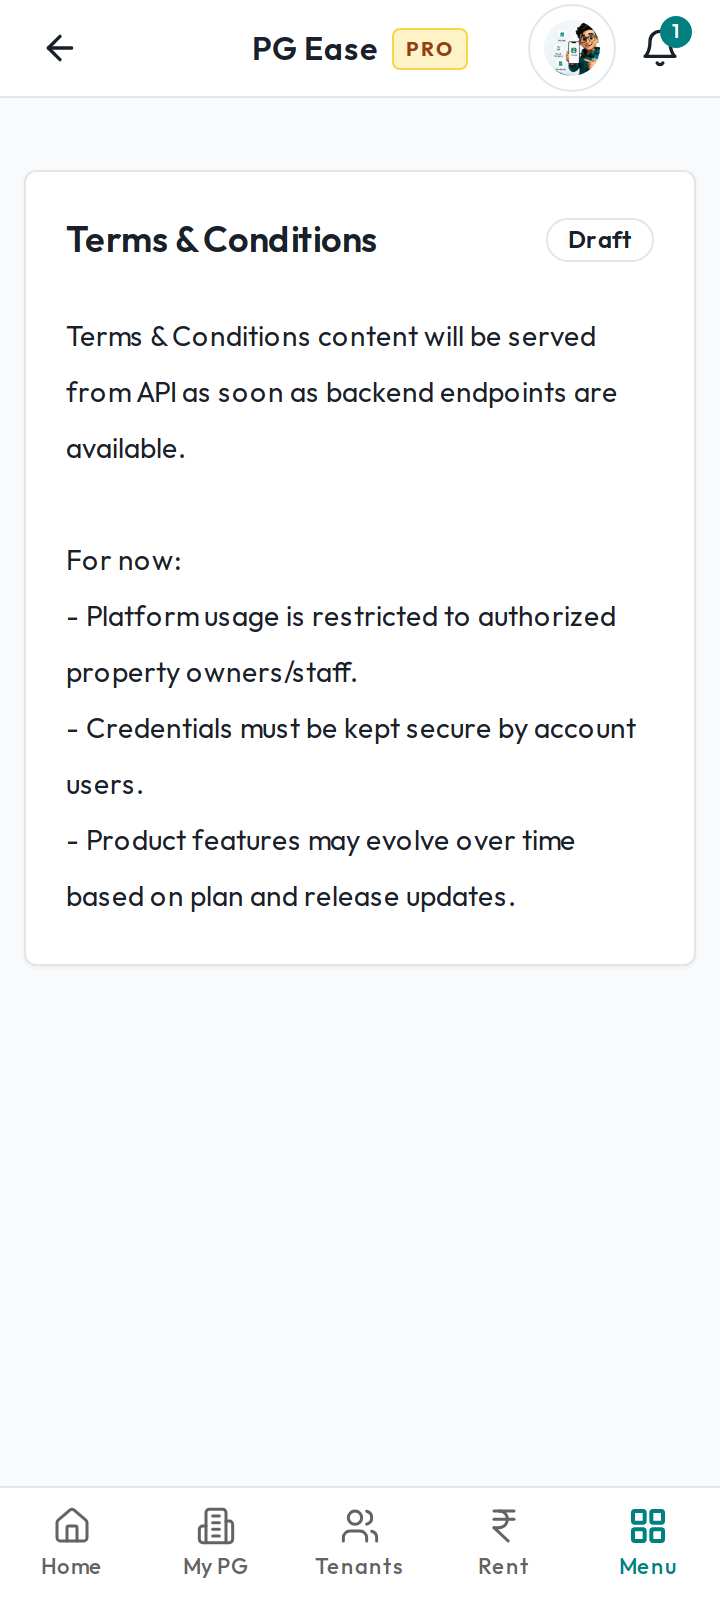 PG Ease PRO
1
Terms & Conditions Draft
Terms & Conditions content will be served
from API as soon as backend endpoints are
available.
For now:
- Platform usage is restricted to authorized
property owners/staff.
- Credentials must be kept secure by account
users.
- Product features may evolve over time
based on plan and release updates.
Home My PG Tenants Rent Menu